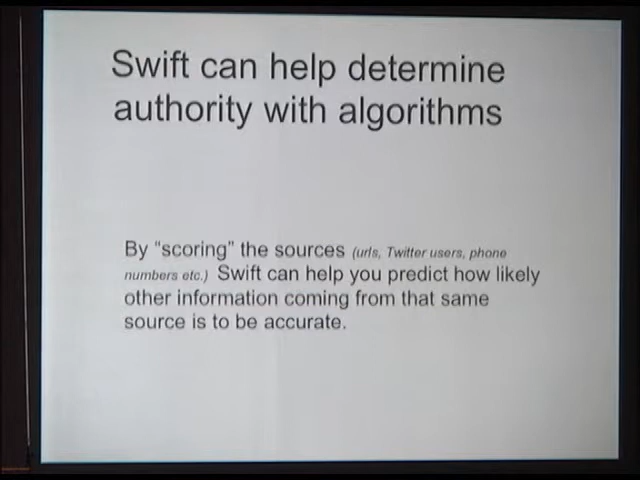 Swift can help determine
authority with algorithms
By "scoring" the sources (urls, Twitter users, phone
numbers etc.) Swift can help you predict how likely
other information coming from that same
source is to be accurate.